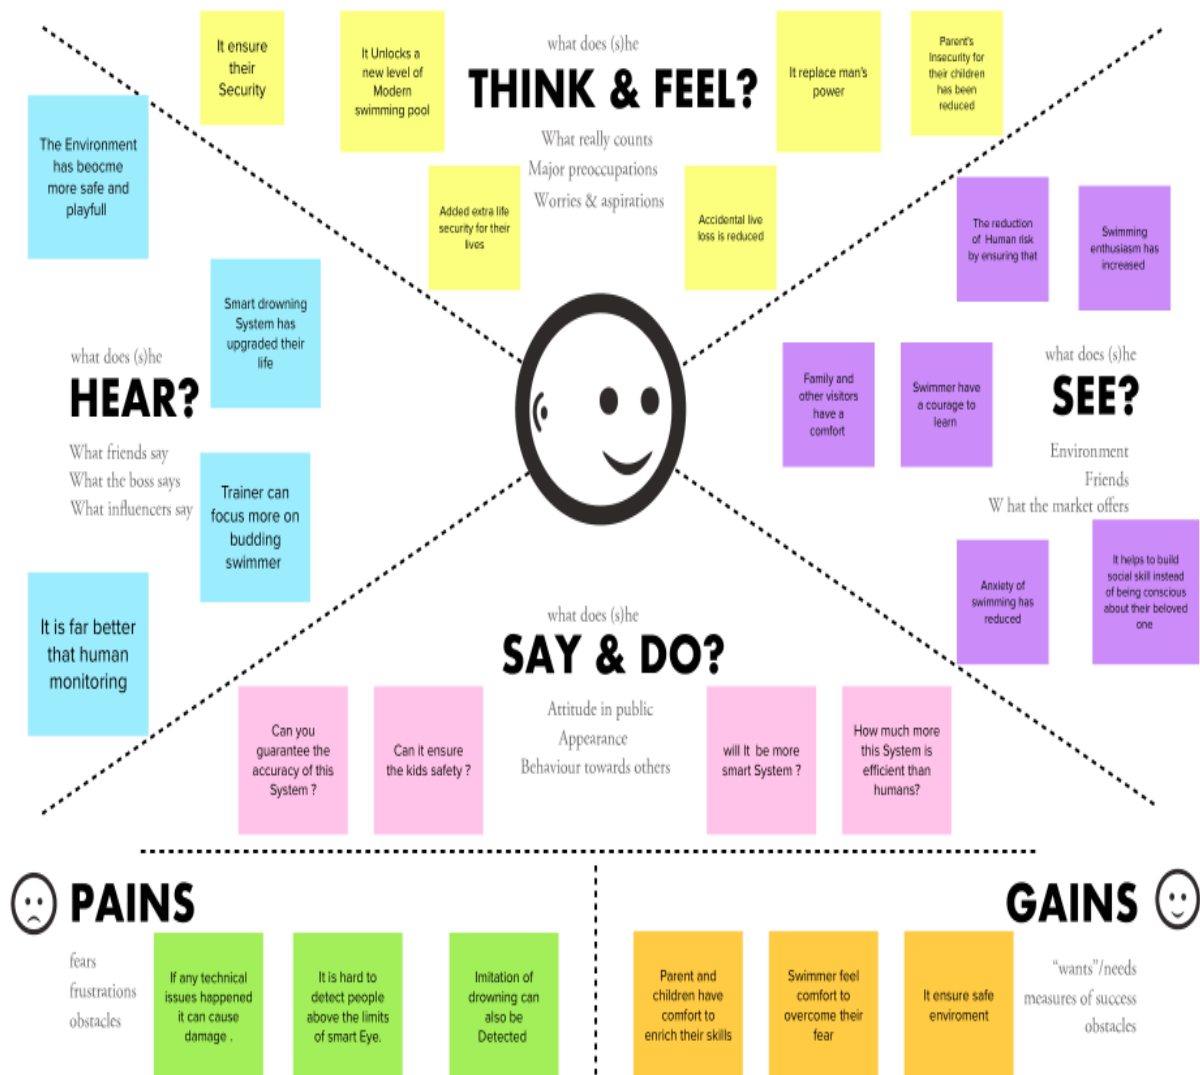 It ensure
their
Security
It Unlocks a
new level of
Modern
swimming pool
what does (s)he
THINK & FEEL?
What really counts
Major preoccupations
Worries & aspirations
It replace man's
power
Parent's
Insecurity for
their children
has been
reduced
Added extra life
security for their
lives
Accidental live
loss is reduced
The Environment
has beocme
more safe and
playfull
Smart drowning
System has
upgraded their
life
what does (s)he
HEAR?
What friends say
What the boss says
What influencers say
Trainer can
focus more on
budding
swimmer
It is far better
that human
monitoring
The reduction
of Human risk
by ensuring that
Swimming
enthusiasm has
increased
Family and
other visitors
have a
comfort
Swimmer have
a courage to
learn
what does (s)he
SEE?
Environment
Friends
W hat the market offers
Anxiety of
swimming has
reduced
It helps to build
social skill instead
of being conscious
about their beloved
one
what does (s)he
SAY & DO?
Attitude in public
Appearance
Behaviour towards others
Can you
guarantee the
accuracy of this
System ?
Can it ensure
the kids safety ?
will It be more
smart System ?
How much more
this System is
efficient than
humans?
PAINS
fears
frustrations
obstacles
If any technical
issues happened
it can cause
damage .
It is hard to
detect people
above the limits
of smart Eye.
Imitation of
drowning can
also be
Detected
GAINS
"wants"/needs
measures of success
obstacles
Parent and
children have
comfort to
enrich their skills
Swimmer feel
comfort to
overcome their
fear
It ensure safe
enviroment